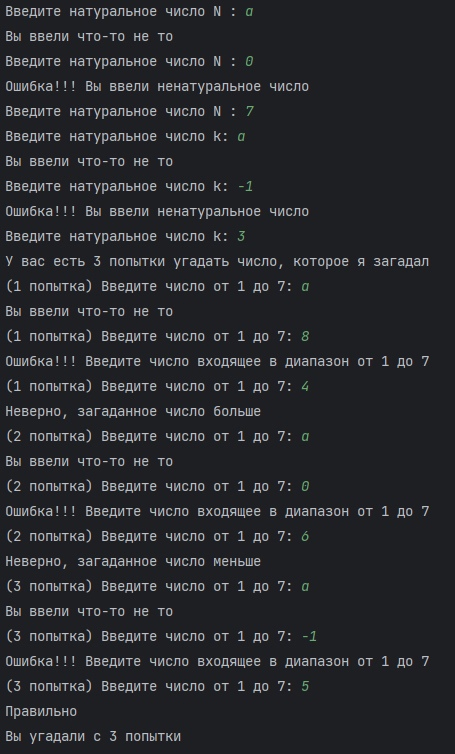 Введите натуральное число N : a
Вы ввели что-то не то
Введите натуральное число N : 0
Ошибка!!! Вы ввели ненатуральное число
Введите натуральное число N : 7
Введите натуральное число k: a
Вы ввели что-то не то
Введите натуральное число k: -1
Ошибка!!! Вы ввели ненатуральное число
Введите натуральное число k: 3
У вас есть 3 попытки угадать число, которое я загадал
(1 попытка) Введите число от 1 до 7: a
Вы ввели что-то не то
(1 попытка) Введите число от 1 до 7: 8
Ошибка!!! Введите число входящее в диапазон от 1 до 7
(1 попытка) Введите число от 1 до 7: 4
Неверно, загаданное число больше
(2 попытка) Введите число от 1 до 7: a
Вы ввели что-то не то
(2 попытка) Введите число от 1 до 7: 0
Ошибка!!! Введите число входящее в диапазон от 1 до 7
(2 попытка) Введите число от 1 до 7: 6
Неверно, загаданное число меньше
(3 попытка) Введите число от 1 до 7: a
Вы ввели что-то не то
(3 попытка) Введите число от 1 до 7: -1
Ошибка!!! Введите число входящее в диапазон от 1 до 7
(3 попытка) Введите число от 1 до 7: 5
Правильно
Вы угадали с 3 попытки